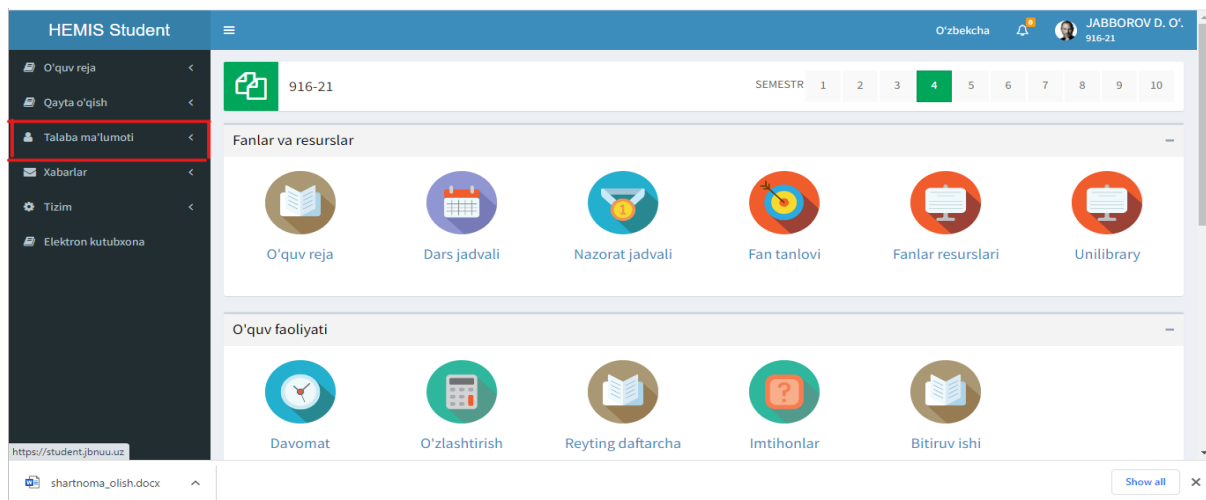 HEMIS Student
O'zbekcha
JABBOROV D. O'.
916-21
O'quv reja
Qayta o'qish
Talaba ma'lumoti
Xabarlar
Tizim
Elektron kutubxona
916-21
SEMESTR 1 2 3 4 5 6 7 8 9 10
Fanlar va resurslar
O'quv reja Dars jadvali Nazorat jadvali Fan tanlovi Fanlar resurslari Unilibrary
O'quv faoliyati
Davomat O'zlashtirish Reyting daftarcha Imtihonlar Bitiruv ishi
https://student.jbnuu.uz
shartnoma_olish.docx
Show all